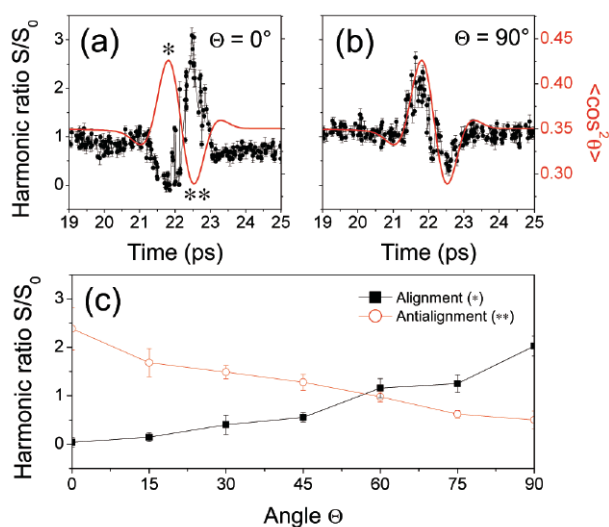 (a) * Θ = 0°
(b) Θ = 90°
Harmonic ratio S/S₀
3
2
1
0
**
0.45
0.40
0.35
0.30
<cos²θ>
19 20 21 22 23 24 25
19 20 21 22 23 24 25
Time (ps)
Time (ps)
(c)
Alignment (*)
Antialignment (**)
Harmonic ratio S/S₀
3
2
1
0
0 15 30 45 60 75 90
Angle Θ